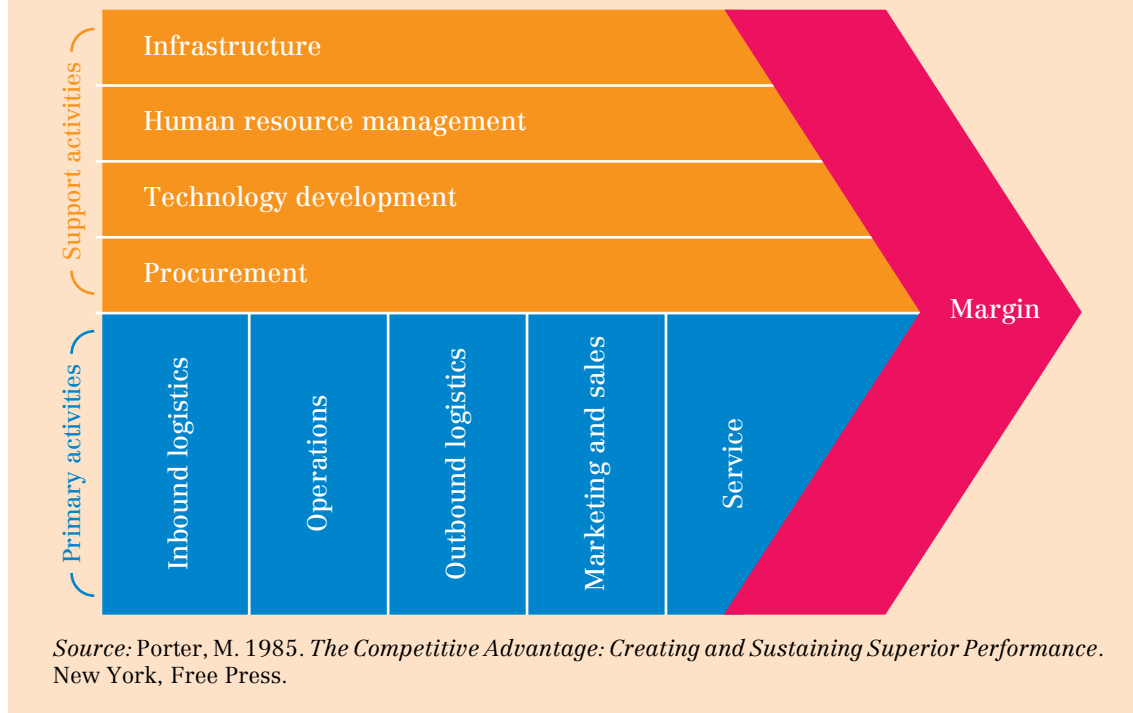 Support activities
Infrastructure
Human resource management
Technology development
Procurement
Margin
Primary activities
Inbound logistics
Operations
Outbound logistics
Marketing and sales
Service
Source: Porter, M. 1985. The Competitive Advantage: Creating and Sustaining Superior Performance.
New York, Free Press.